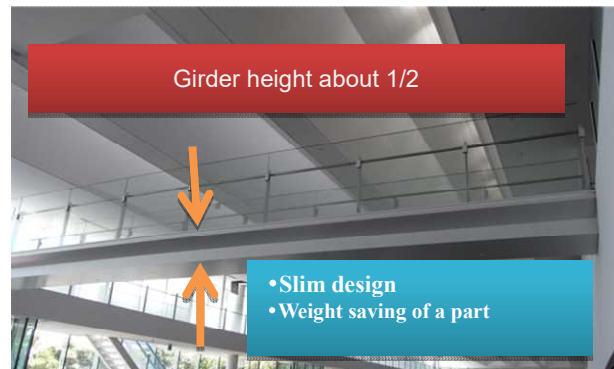 Girder height about 1/2
•Slim design
•Weight saving of a part